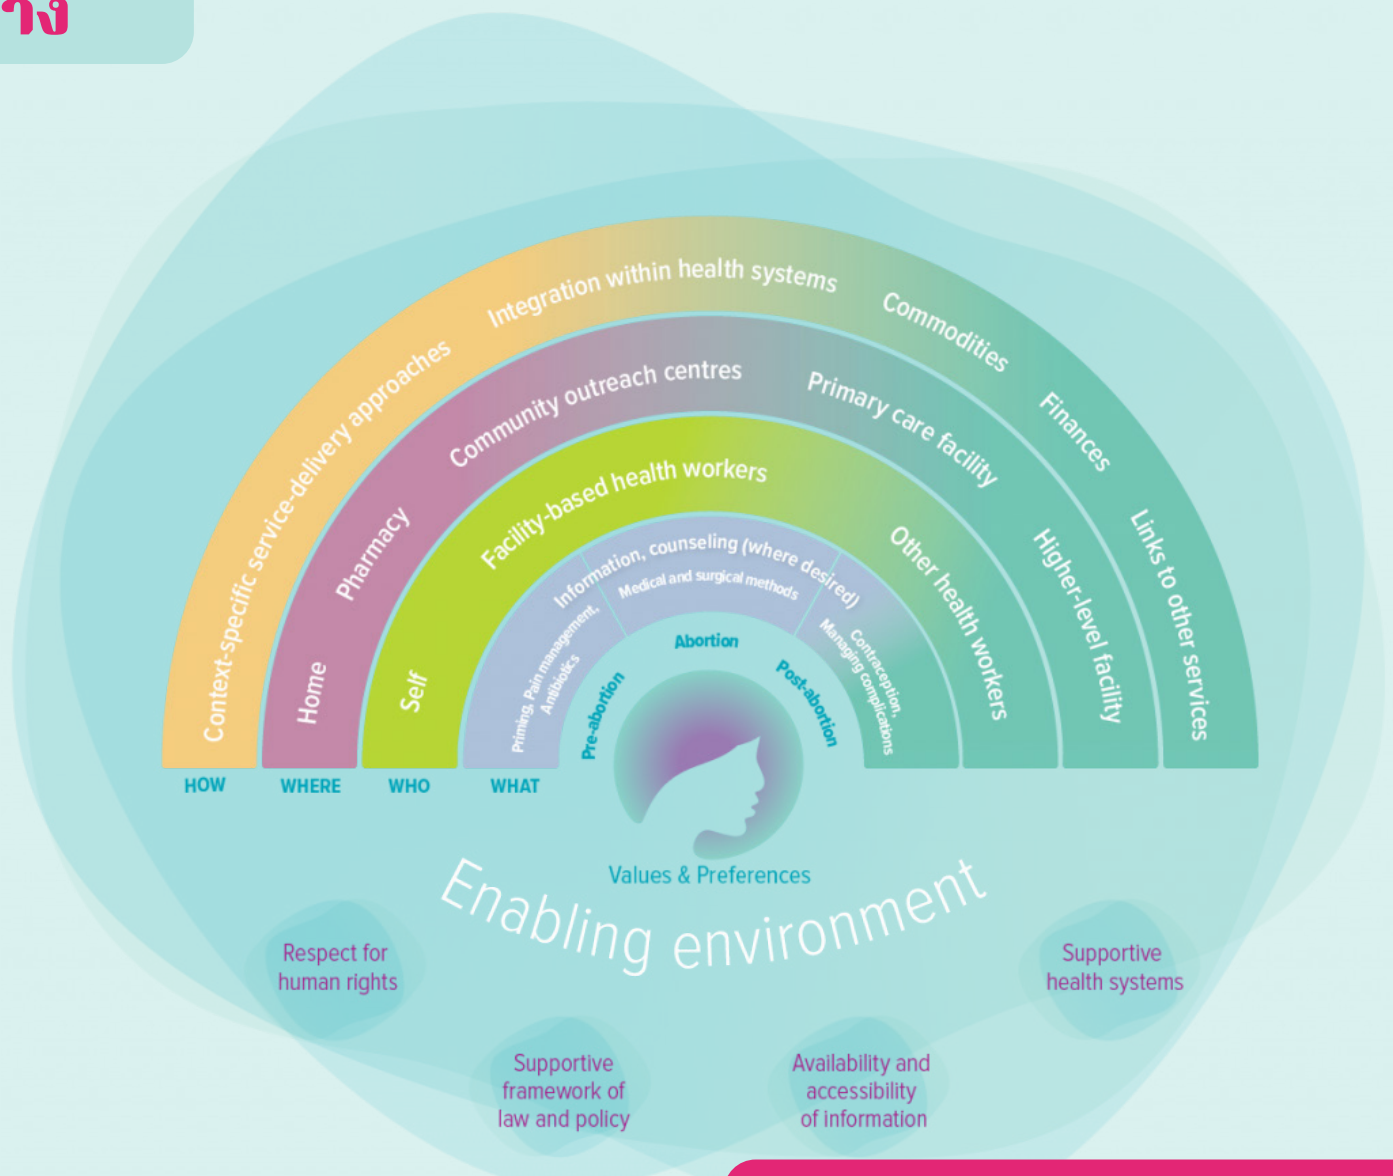 าง
Context-specific service-delivery approaches
Integration within health systems
Commodities
Finances
Links to other services
Home
Pharmacy
Community outreach centres
Primary care facility
Higher-level facility
Self
Facility-based health workers
Other health workers
Information, counseling (where desired)
Priming, Pain management,
Antibiotics
Medical and surgical methods
Contraception,
Managing complications
Pre-abortion
Abortion
Post-abortion
HOW
WHERE
WHO
WHAT
Values & Preferences
Enabling environment
Respect for
human rights
Supportive
framework of
law and policy
Availability and
accessibility
of information
Supportive
health systems